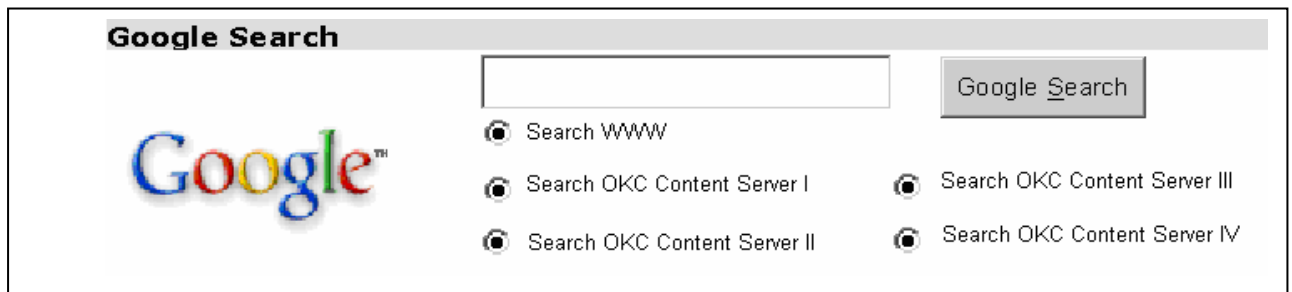 Google Search
Google Search
Google™
Search WWW
Search OKC Content Server I
Search OKC Content Server III
Search OKC Content Server II
Search OKC Content Server IV